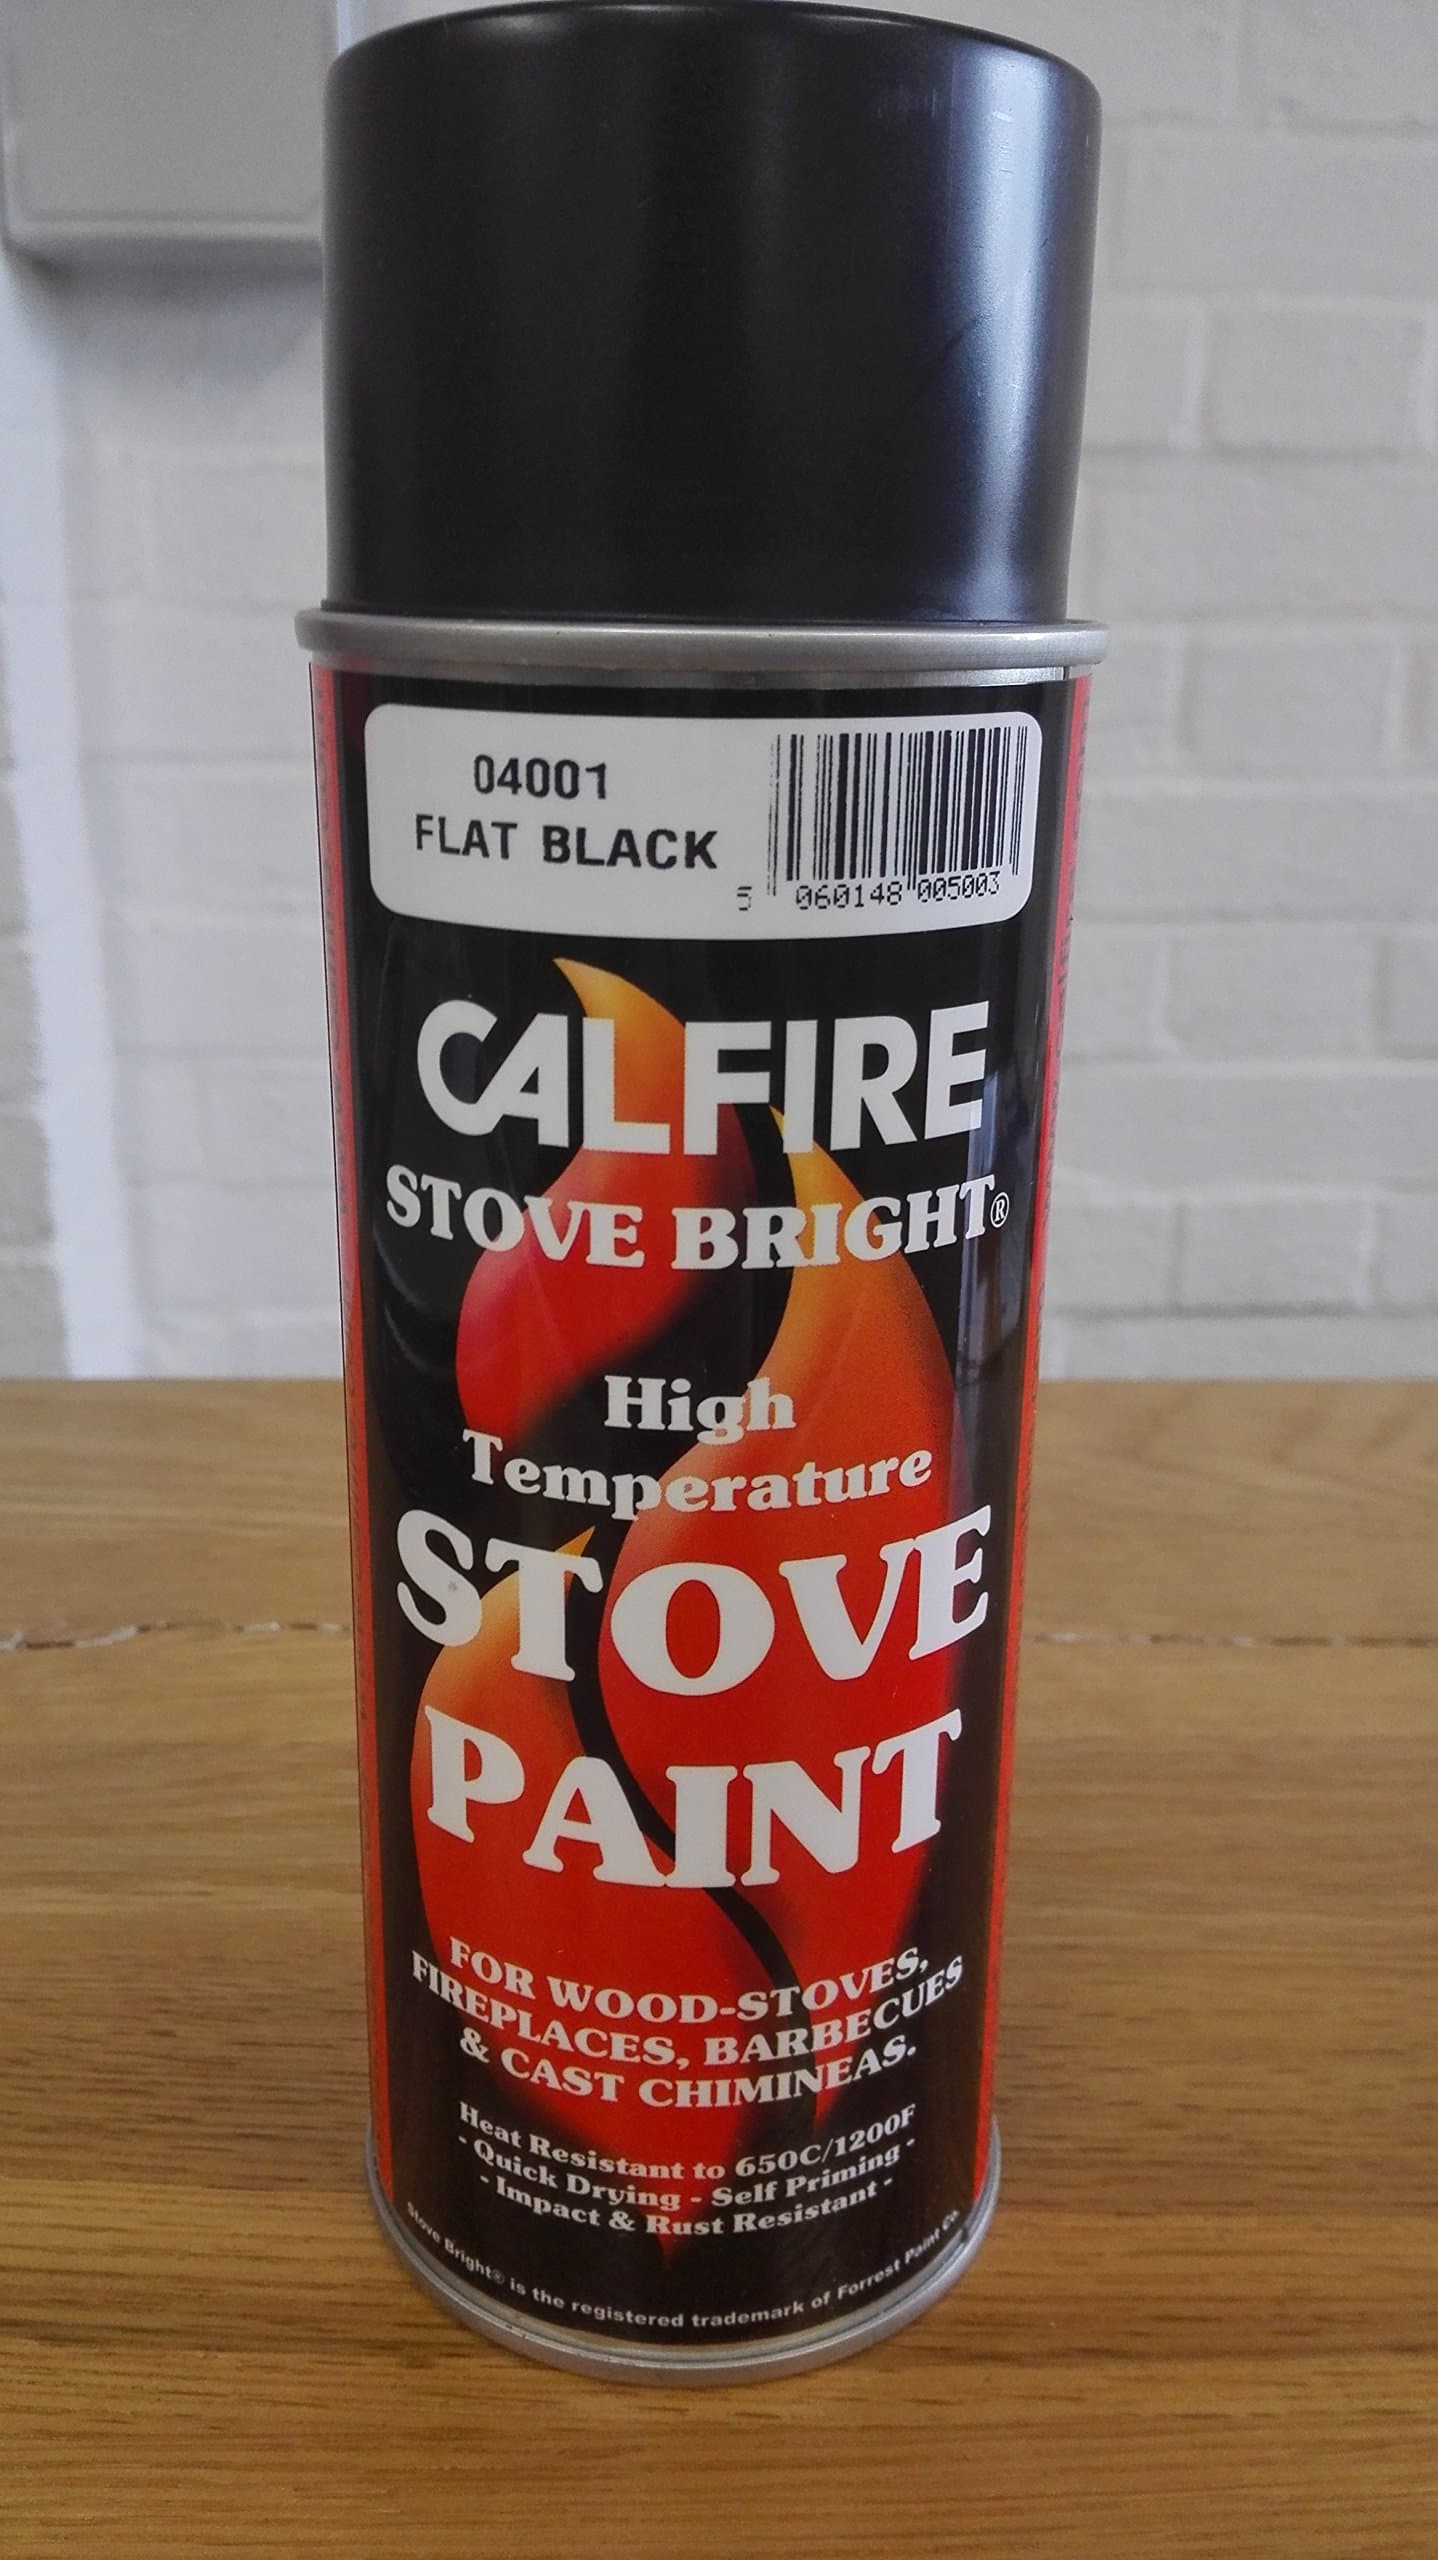 04001
FLAT BLACK
5 060148 005003
CALFIRE
STOVE BRIGHT®
High
Temperature
STOVE
PAINT
FOR WOOD-STOVES,
FIREPLACES, BARBECUES
& CAST CHIMINEAS.
Heat Resistant to 650C/1200F
- Quick Drying - Self Priming -
- Impact & Rust Resistant -
Stove Bright® is the registered trademark of Forrest Paint Co.